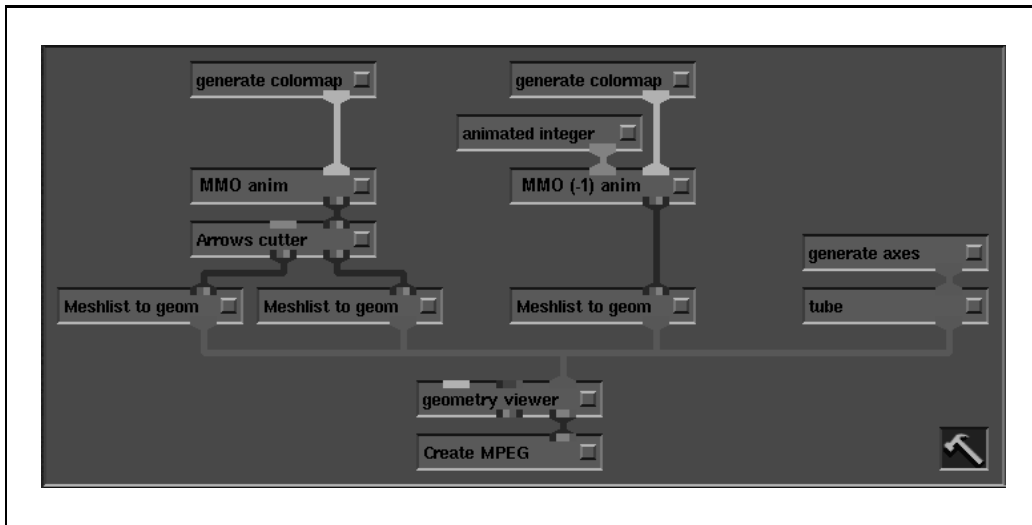 generate colormap
generate colormap
animated integer
MMO anim
MMO (-1) anim
Arrows cutter
generate axes
Meshlist to geom
Meshlist to geom
Meshlist to geom
tube
geometry viewer
Create MPEG